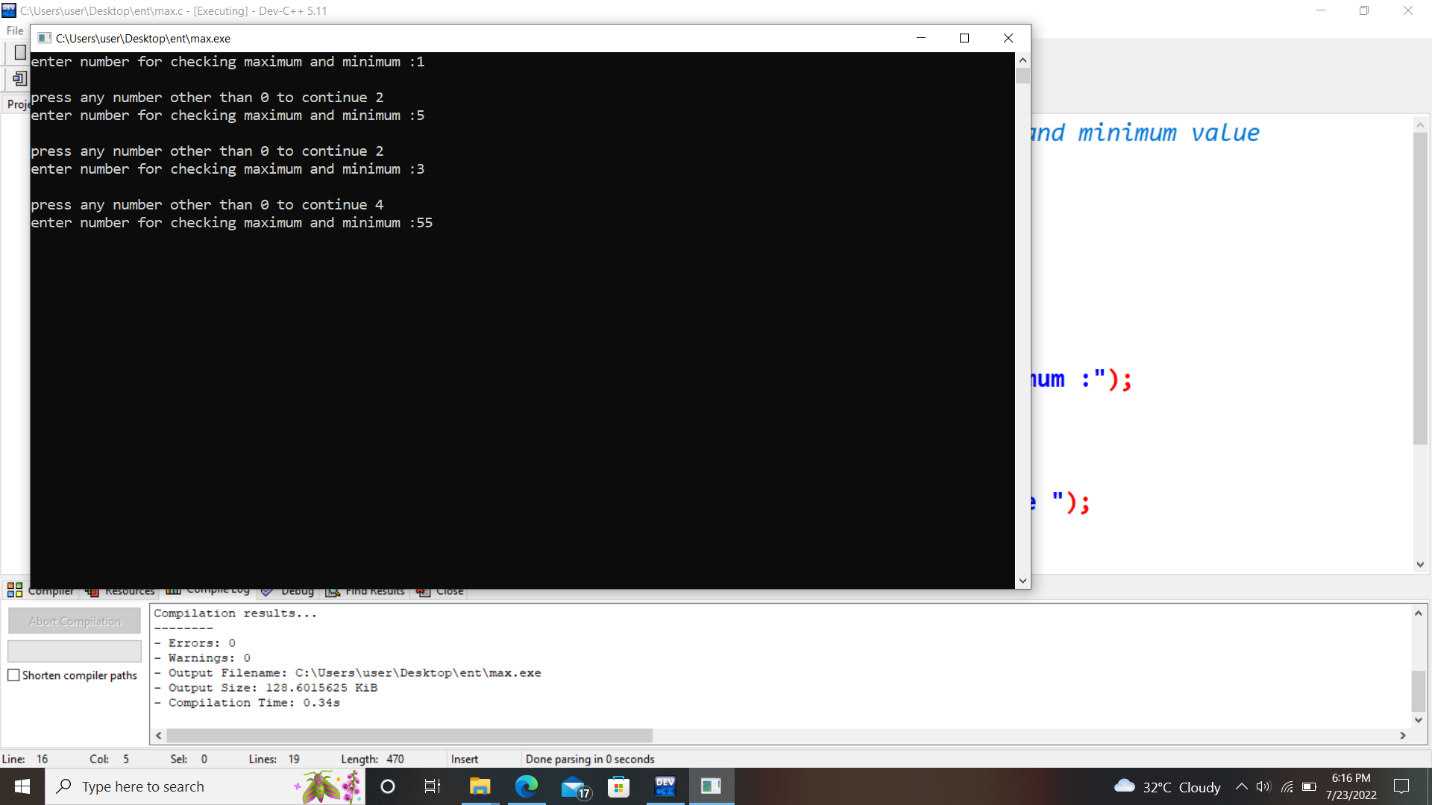 C:\Users\user\Desktop\ent\max.c - [Executing] - Dev-C++ 5.11
File
C:\Users\user\Desktop\ent\max.exe
enter number for checking maximum and minimum :1
press any number other than 0 to continue 2
enter number for checking maximum and minimum :5
press any number other than 0 to continue 2
enter number for checking maximum and minimum :3
press any number other than 0 to continue 4
enter number for checking maximum and minimum :55
Proje
and minimum value
num :");
e ");
Compiler Resources Compile Log Debug Find Results Close
Abort Compilation
Shorten compiler paths
Compilation results...
--------
- Errors: 0
- Warnings: 0
- Output Filename: C:\Users\user\Desktop\ent\max.exe
- Output Size: 128.6015625 KiB
- Compilation Time: 0.34s
Line: 16 Col: 5 Sel: 0 Lines: 19 Length: 470 Insert Done parsing in 0 seconds
Type here to search
DEV
17
32°C Cloudy
6:16 PM
7/23/2022